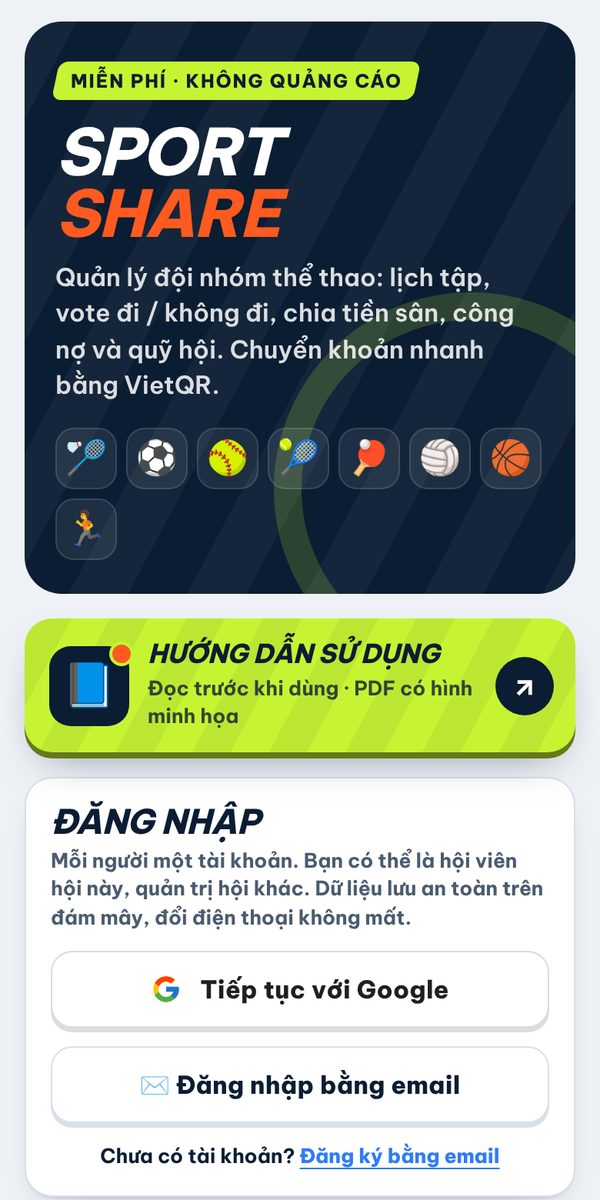 MIỄN PHÍ · KHÔNG QUẢNG CÁO
SPORT
SHARE
Quản lý đội nhóm thể thao: lịch tập,
vote đi / không đi, chia tiền sân, công
nợ và quỹ hội. Chuyển khoản nhanh
bằng VietQR.
HƯỚNG DẪN SỬ DỤNG
Đọc trước khi dùng · PDF có hình
minh họa
ĐĂNG NHẬP
Mỗi người một tài khoản. Bạn có thể là hội viên
hội này, quản trị hội khác. Dữ liệu lưu an toàn trên
đám mây, đổi điện thoại không mất.
Tiếp tục với Google
Đăng nhập bằng email
Chưa có tài khoản? Đăng ký bằng email